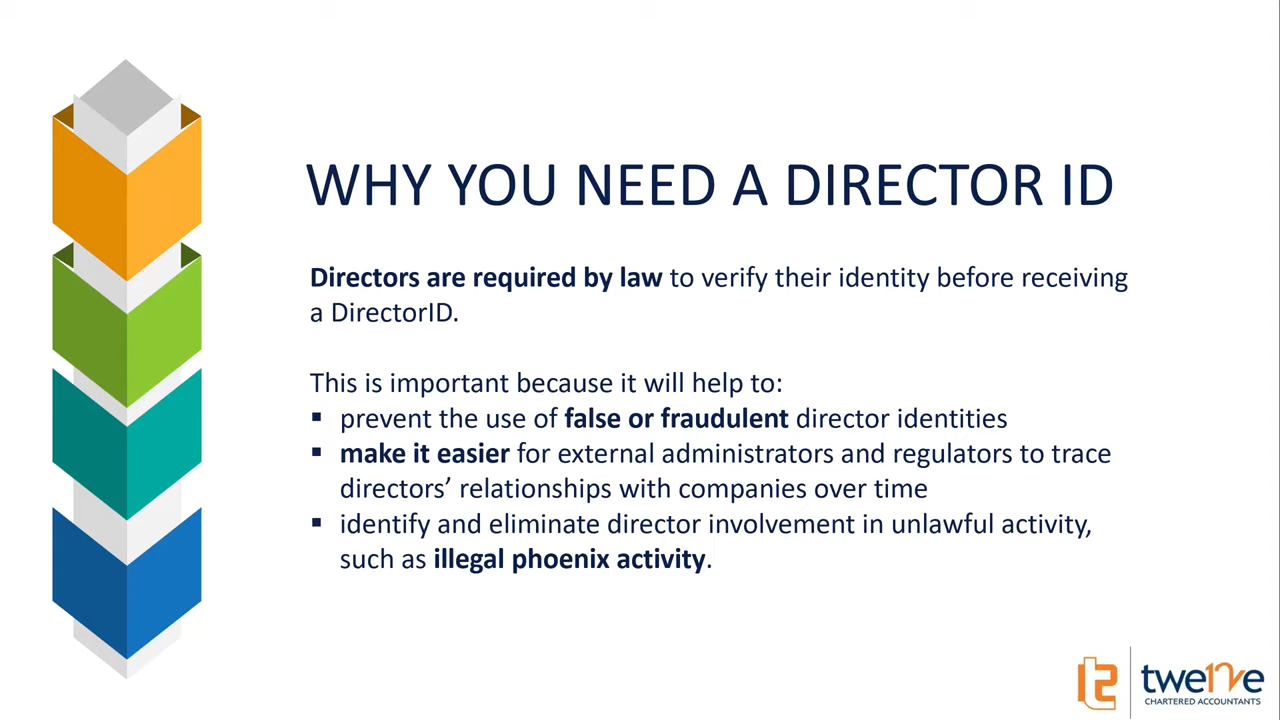 WHY YOU NEED A DIRECTOR ID
Directors are required by law to verify their identity before receiving
a DirectorID.
This is important because it will help to:
▪ prevent the use of false or fraudulent director identities
▪ make it easier for external administrators and regulators to trace
directors’ relationships with companies over time
▪ identify and eliminate director involvement in unlawful activity,
such as illegal phoenix activity.
twe12ve
CHARTERED ACCOUNTANTS